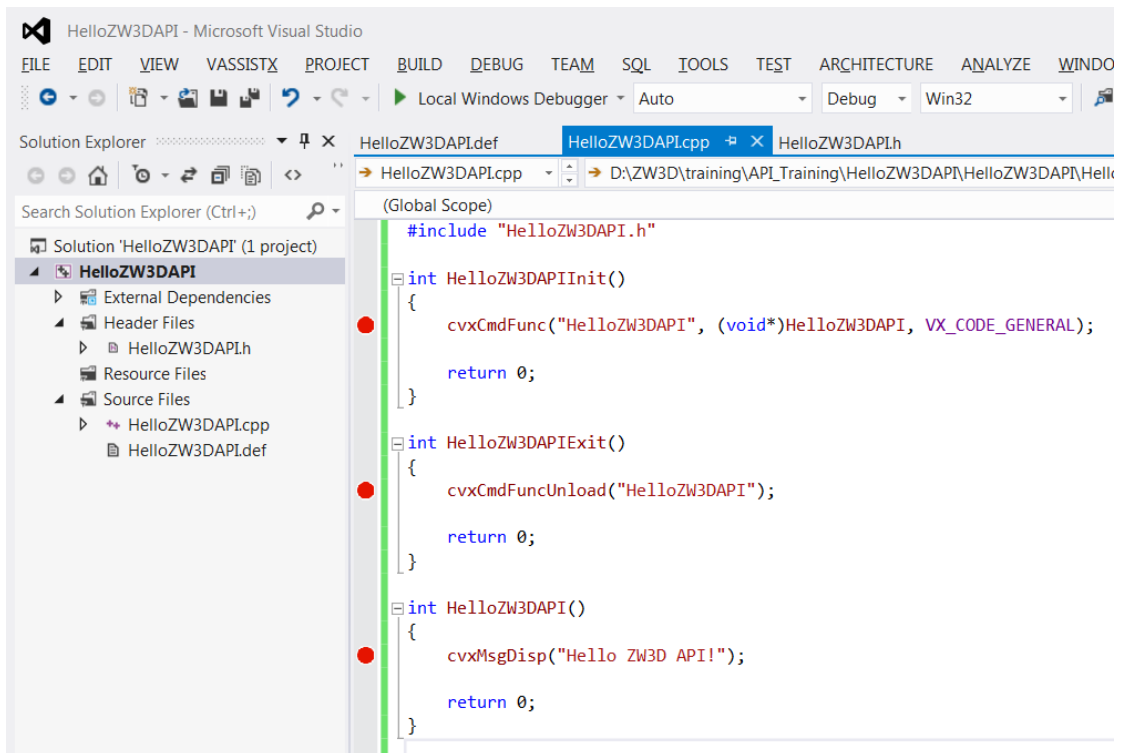 HelloZW3DAPI - Microsoft Visual Studio
FILE EDIT VIEW VASSISTX PROJECT BUILD DEBUG TEAM SQL TOOLS TEST ARCHITECTURE ANALYZE WINDO
Local Windows Debugger Auto Debug Win32
Solution Explorer
Search Solution Explorer (Ctrl+;)
Solution 'HelloZW3DAPI' (1 project)
HelloZW3DAPI
External Dependencies
Header Files
HelloZW3DAPI.h
Resource Files
Source Files
HelloZW3DAPI.cpp
HelloZW3DAPI.def
HelloZW3DAPI.def HelloZW3DAPI.cpp HelloZW3DAPI.h
HelloZW3DAPI.cpp D:\ZW3D\training\API_Training\HelloZW3DAPI\HelloZW3DAPI\Hell
(Global Scope)
#include "HelloZW3DAPI.h"
int HelloZW3DAPIInit()
{
cvxCmdFunc("HelloZW3DAPI", (void*)HelloZW3DAPI, VX_CODE_GENERAL);
return 0;
}
int HelloZW3DAPIExit()
{
cvxCmdFuncUnload("HelloZW3DAPI");
return 0;
}
int HelloZW3DAPI()
{
cvxMsgDisp("Hello ZW3D API!");
return 0;
}